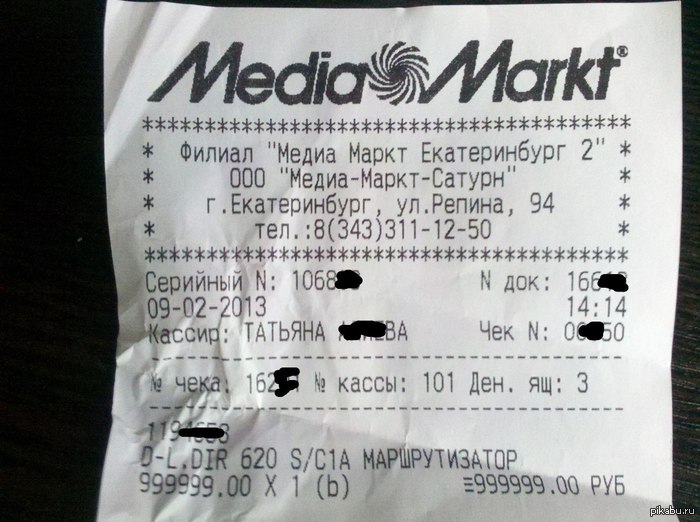 Media Markt®
* Филиал "Медиа Маркт Екатеринбург 2" *
* ООО "Медиа-Маркт-Сатурн" *
* г.Екатеринбург, ул.Репина, 94 *
* тел.:8(343)311-12-50 *
Серийный N: 1068 N док: 166
09-02-2013 14:14
Кассир: ТАТЬЯНА ЕВА Чек N: 0 50
№ чека: 162 № кассы: 101 Ден. ящ: 3
119
D-L.DIR 620 S/C1A МАРШРУТИЗАТОР
999999.00 X 1 (b) ≡999999.00 РУБ
pikabu.ru